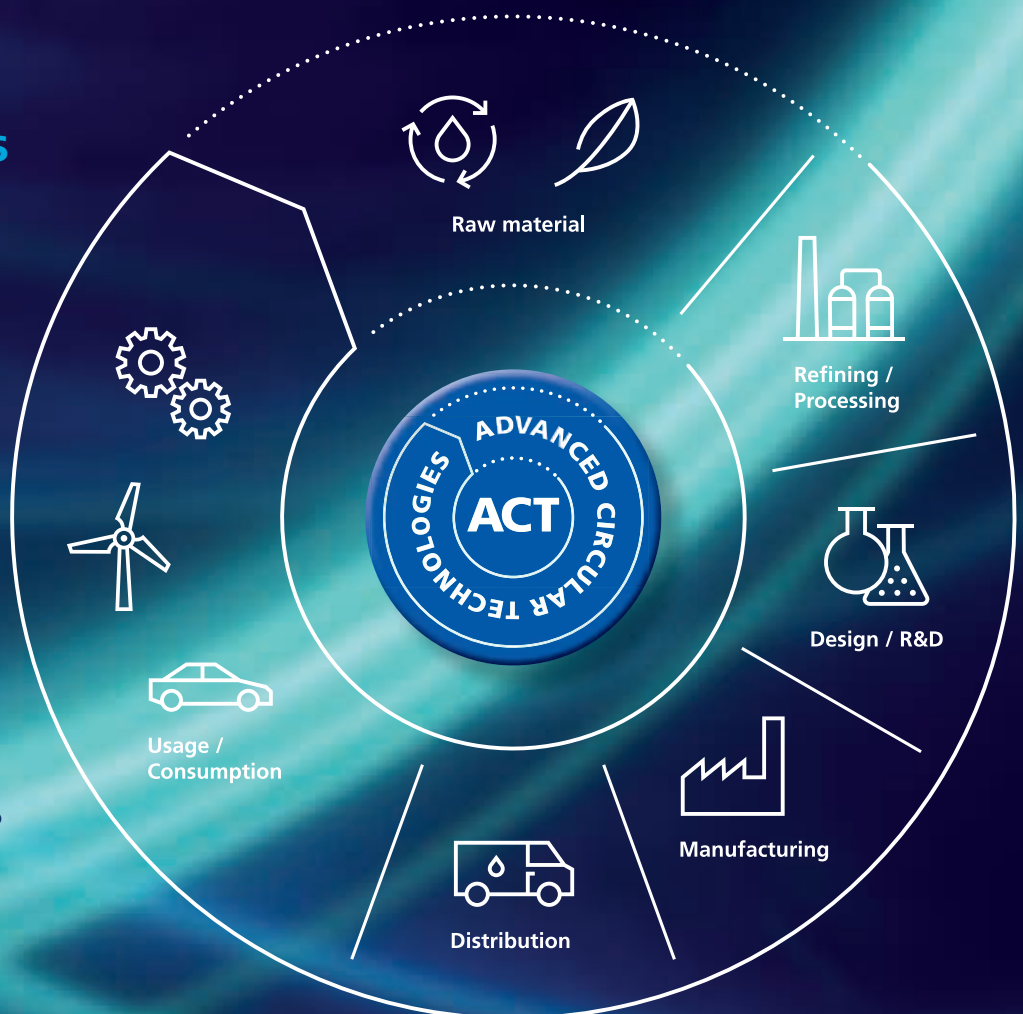 s
Raw material
Refining /
Processing
ADVANCED CIRCULAR TECHNOLOGIES
ACT
Design / R&D
Usage /
Consumption
Manufacturing
Distribution